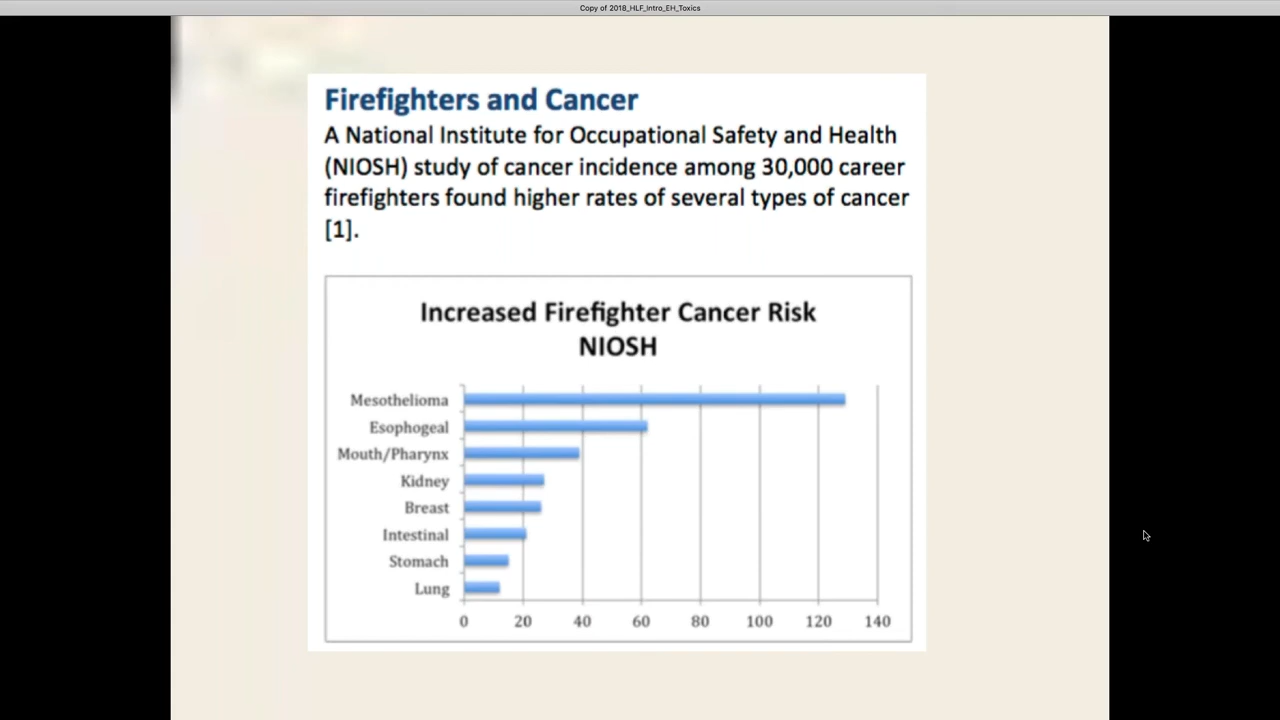 Copy of 2018_HLF_Intro_EH_Toxics
Firefighters and Cancer
A National Institute for Occupational Safety and Health
(NIOSH) study of cancer incidence among 30,000 career
firefighters found higher rates of several types of cancer
[1].
Increased Firefighter Cancer Risk
NIOSH
Mesothelioma
Esophogeal
Mouth/Pharynx
Kidney
Breast
Intestinal
Stomach
Lung
0 20 40 60 80 100 120 140